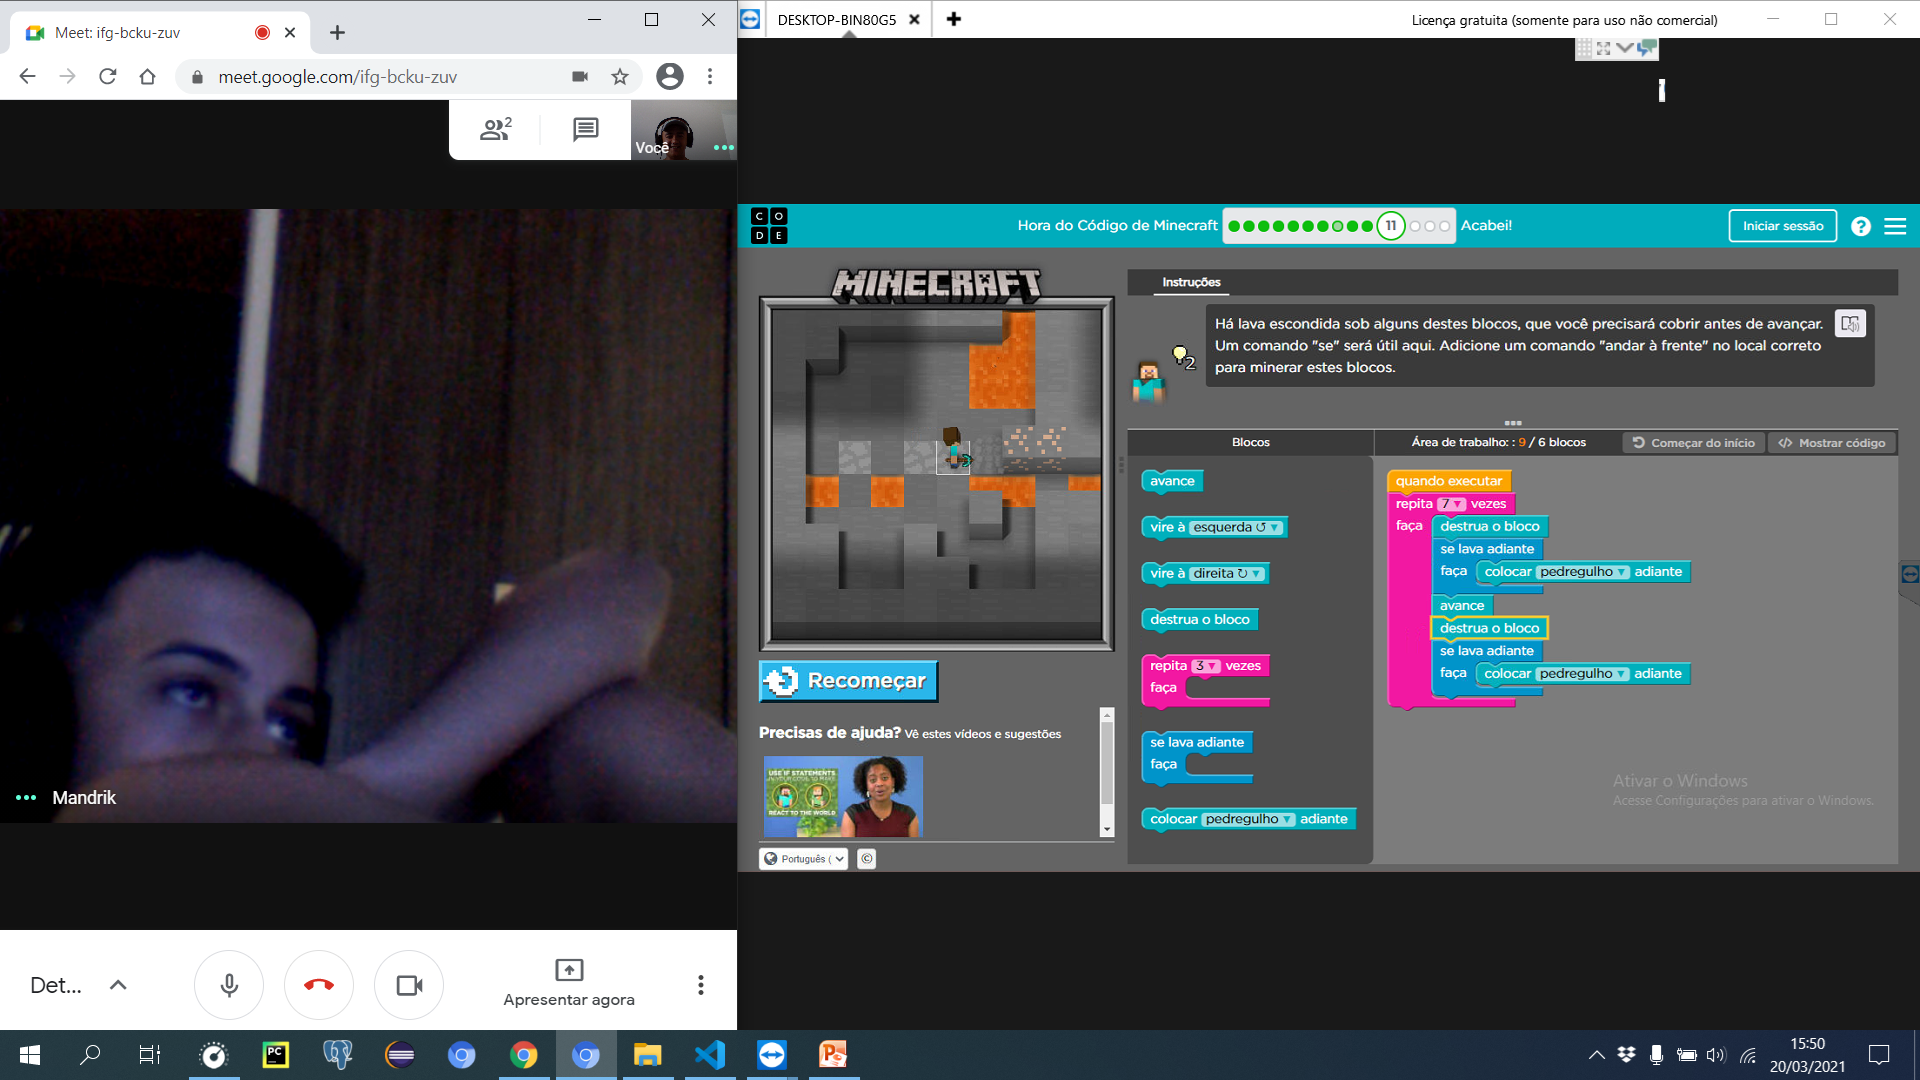 Meet: ifg-bcku-zuv
meet.google.com/ifg-bcku-zuv
2
Você
Mandrik
Det...
Apresentar agora
DESKTOP-BIN80G5
Licença gratuita (somente para uso não comercial)
C O
D E
Hora do Código de Minecraft
11
Acabei!
Iniciar sessão
?
MINECRAFT
Instruções
2
Há lava escondida sob alguns destes blocos, que você precisará cobrir antes de avançar.
Um comando "se" será útil aqui. Adicione um comando "andar à frente" no local correto
para minerar estes blocos.
Blocos
Área de trabalho: : 9 / 6 blocos
Começar do início
Mostrar código
avance
vire à esquerda ↺
vire à direita ↻
destrua o bloco
repita 3 vezes
faça
se lava adiante
faça
colocar pedregulho adiante
quando executar
repita 7 vezes
faça
destrua o bloco
se lava adiante
faça colocar pedregulho adiante
avance
destrua o bloco
se lava adiante
faça colocar pedregulho adiante
Recomeçar
Precisas de ajuda? Vê estes vídeos e sugestões
USE IF STATEMENTS
IN YOUR CODE TO MAKE
REACT TO THE WORLD
Português (
©
Ativar o Windows
Acesse Configurações para ativar o Windows.
PC
15:50
20/03/2021